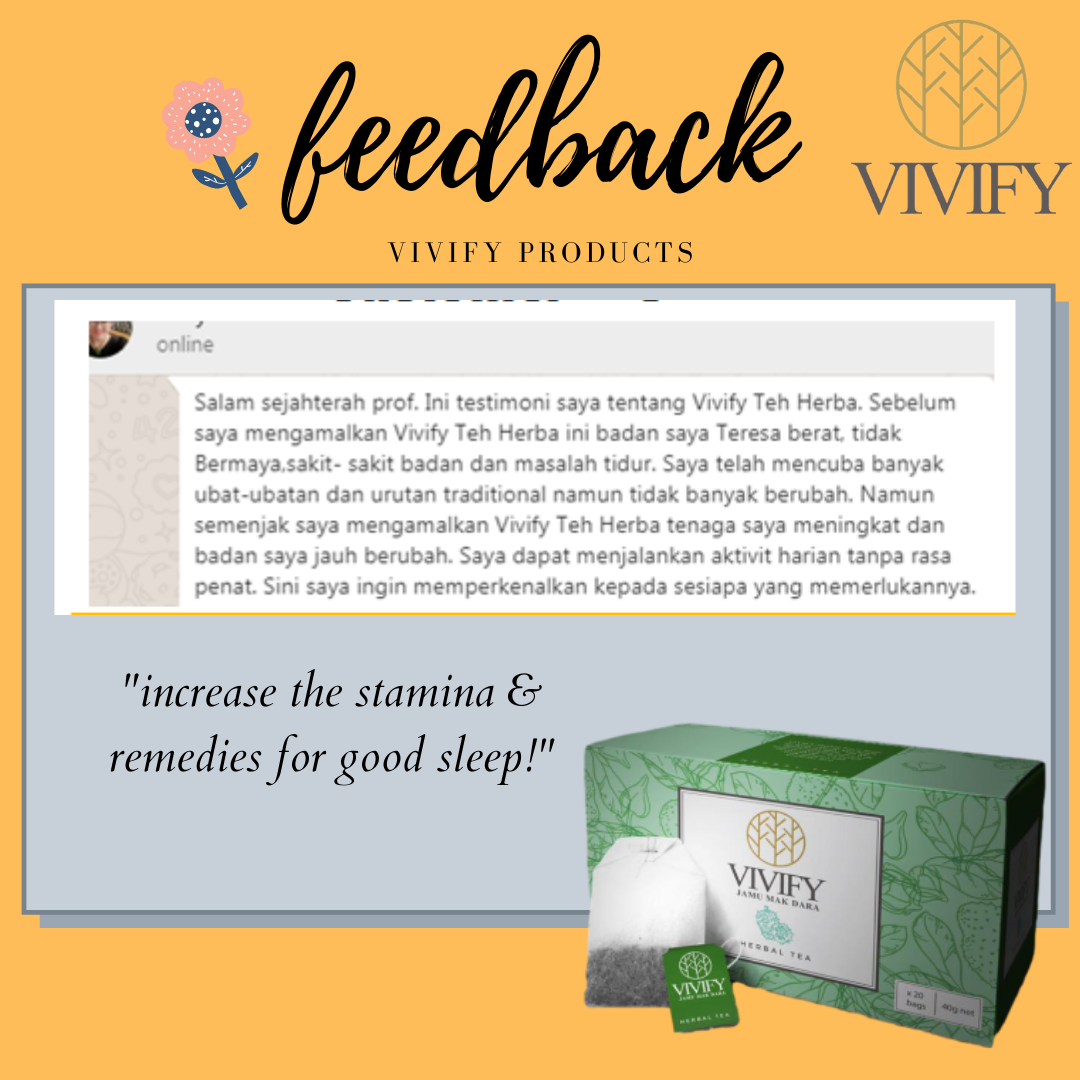 feedback
VIVIFY
VIVIFY PRODUCTS
online
Salam sejahterah prof. Ini testimoni saya tentang Vivify Teh Herba. Sebelum
saya mengamalkan Vivify Teh Herba ini badan saya Teresa berat, tidak
Bermaya,sakit- sakit badan dan masalah tidur. Saya telah mencuba banyak
ubat-ubatan dan urutan traditional namun tidak banyak berubah. Namun
semenjak saya mengamalkan Vivify Teh Herba tenaga saya meningkat dan
badan saya jauh berubah. Saya dapat menjalankan aktivit harian tanpa rasa
penat. Sini saya ingin memperkenalkan kepada sesiapa yang memerlukannya.
"increase the stamina &
remedies for good sleep!"
VIVIFY
JAMU MAK DARA
HERBAL TEA
x 20
bags
40g net
VIVIFY
JAMU MAK DARA
HERBAL TEA